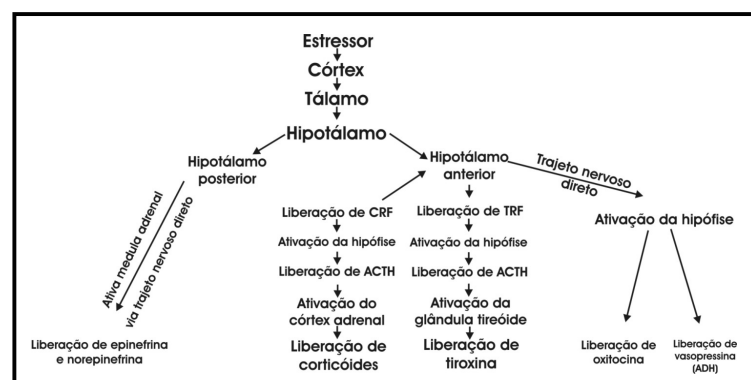 Estressor
Córtex
Tálamo
Hipotálamo
Hipotálamo
posterior
Hipotálamo
anterior
Trajeto nervoso
direto
Ativa medula adrenal
via trajeto nervoso direto
Liberação de CRF
Ativação da hipófise
Liberação de ACTH
Ativação do
córtex adrenal
Liberação de
corticóides
Liberação de TRF
Ativação da hipófise
Liberação de ACTH
Ativação da
glândula tireóide
Liberação de
tiroxina
Ativação da hipófise
Liberação de epinefrina
e norepinefrina
Liberação de
oxitocina
Liberação de
vasopressina
(ADH)